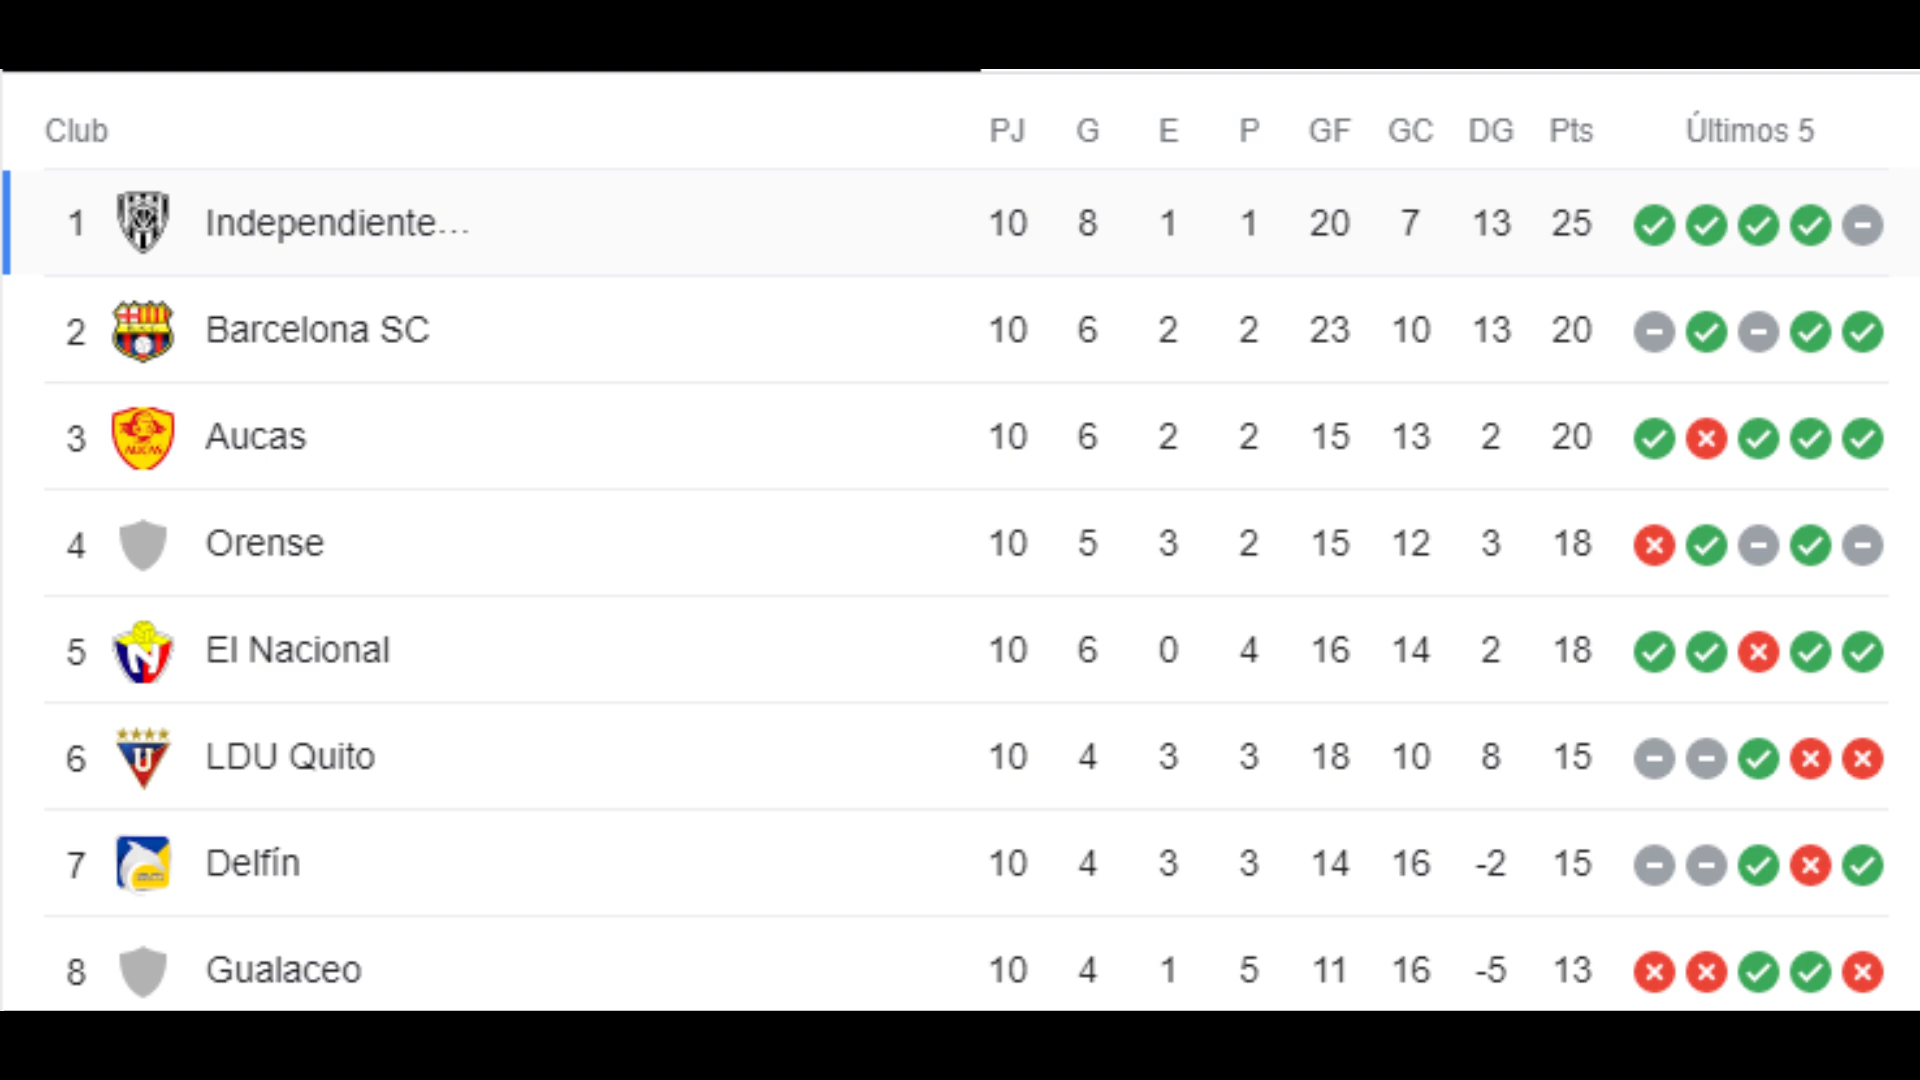 Club PJ G E P GF GC DG Pts Últimos 5
1 Independiente... 10 8 1 1 20 7 13 25
2 Barcelona SC 10 6 2 2 23 10 13 20
3 Aucas 10 6 2 2 15 13 2 20
4 Orense 10 5 3 2 15 12 3 18
5 El Nacional 10 6 0 4 16 14 2 18
6 LDU Quito 10 4 3 3 18 10 8 15
7 Delfín 10 4 3 3 14 16 -2 15
8 Gualaceo 10 4 1 5 11 16 -5 13